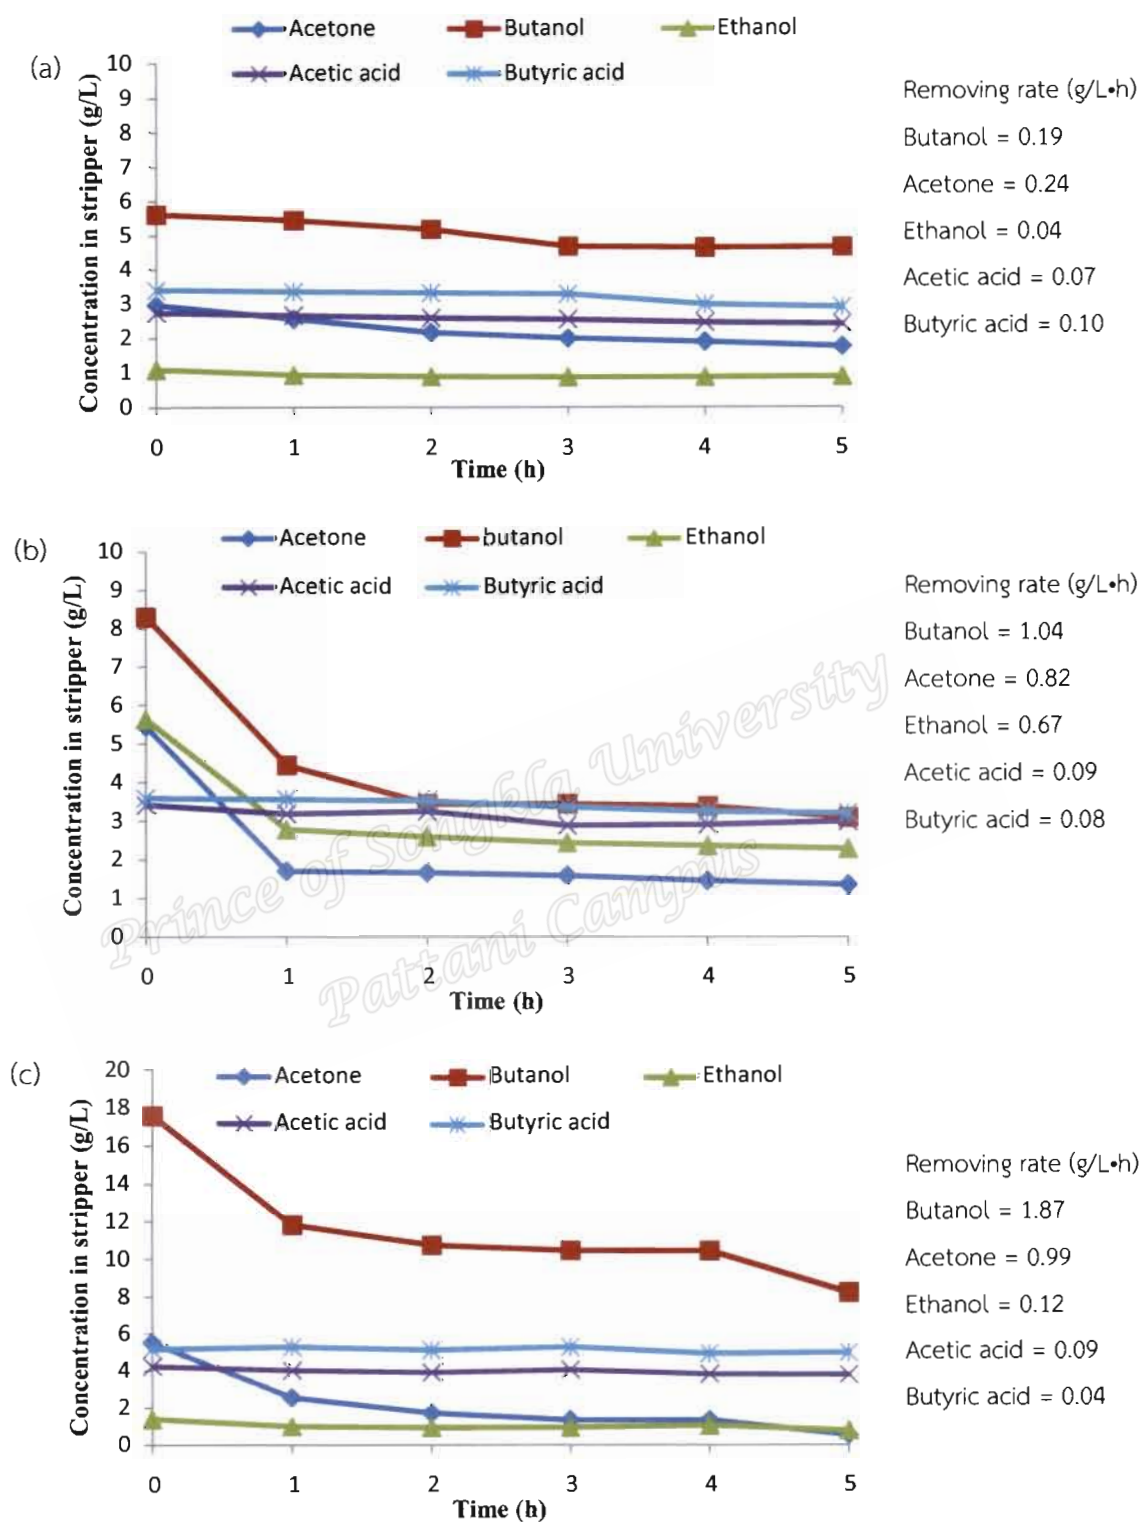 Acetone Butanol Ethanol
(a)
Acetic acid Butyric acid
10
9
8
7
6
5
4
3
2
1
0
Concentration in stripper (g/L)
0 1 2 3 4 5
Time (h)
Removing rate (g/L•h)
Butanol = 0.19
Acetone = 0.24
Ethanol = 0.04
Acetic acid = 0.07
Butyric acid = 0.10
Acetone butanol Ethanol
(b)
Acetic acid Butyric acid
10
9
8
7
6
5
4
3
2
1
0
Concentration in stripper (g/L)
0 1 2 3 4 5
Time (h)
Removing rate (g/L•h)
Butanol = 1.04
Acetone = 0.82
Ethanol = 0.67
Acetic acid = 0.09
Butyric acid = 0.08
Prince of Songkla University
Pattani Campus
(c)
Acetone Butanol Ethanol
Acetic acid Butyric acid
20
18
16
14
12
10
8
6
4
2
0
Concentration in stripper (g/L)
0 1 2 3 4 5
Time (h)
Removing rate (g/L•h)
Butanol = 1.87
Acetone = 0.99
Ethanol = 0.12
Acetic acid = 0.09
Butyric acid = 0.04